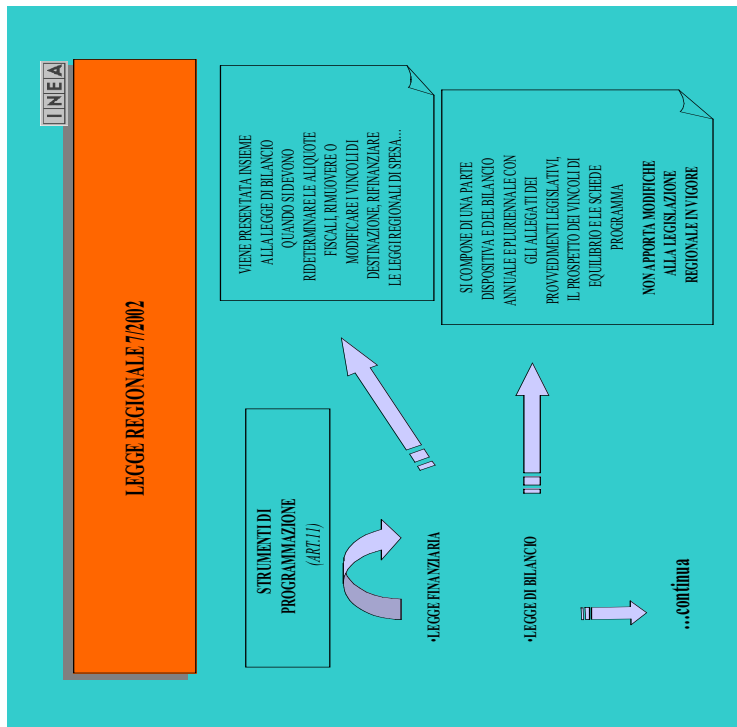 INEA
LEGGE REGIONALE 7/2002
STRUMENTI DI
PROGRAMMAZIONE
(ART.11)
•LEGGE FINANZIARIA
VIENE PRESENTATA INSIEME
ALLA LEGGE DI BILANCIO
QUANDO SI DEVONO
RIDETERMINARE LE ALIQUOTE
FISCALI, RIMUOVERE O
MODIFICARE I VINCOLI DI
DESTINAZIONE, RIFINANZIARE
LE LEGGI REGIONALI DI SPESA…
•LEGGE DI BILANCIO
SI COMPONE DI UNA PARTE
DISPOSITIVA E DEL BILANCIO
ANNUALE E PLURIENNALE CON
GLI ALLEGATI DEI
PROVVEDIMENTI LEGISLATIVI,
IL PROSPETTO DEI VINCOLI DI
EQUILIBRIO E LE SCHEDE
PROGRAMMA
NON APPORTA MODIFICHE
ALLA LEGISLAZIONE
REGIONALE IN VIGORE
…continua